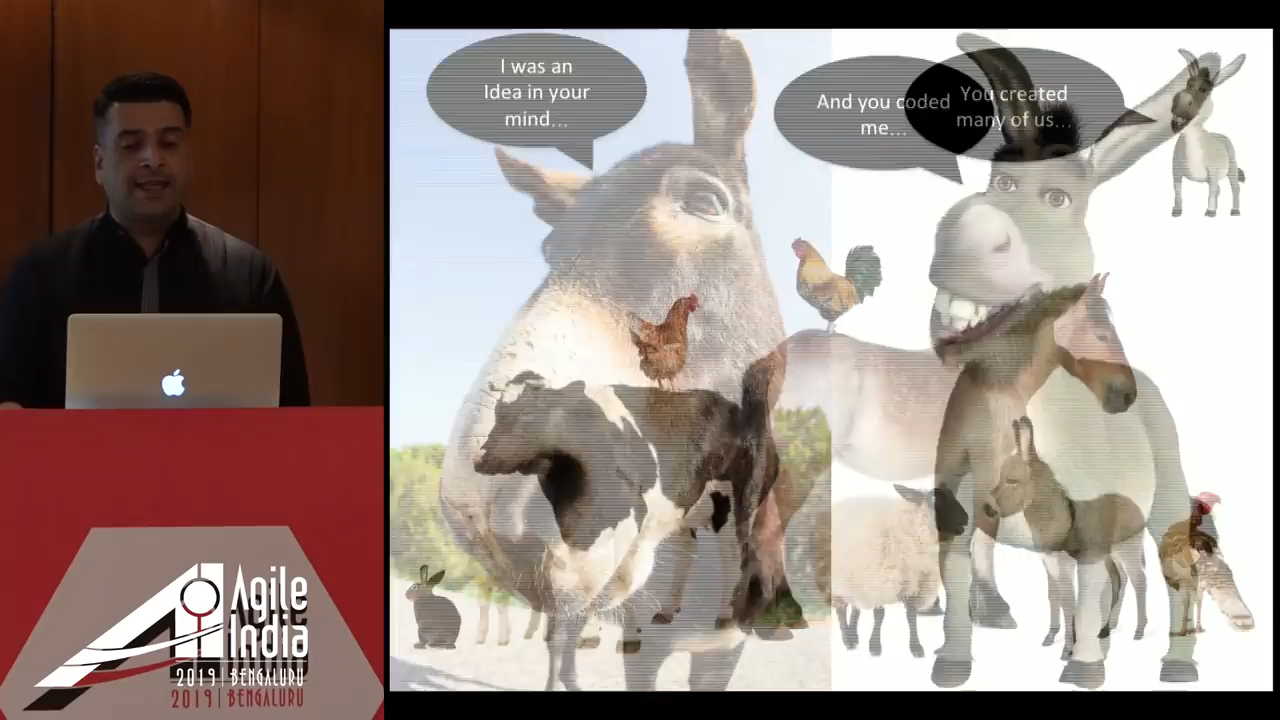 I was an
Idea in your
mind...
And you coded
me...
You created
many of us...
Agile
India
2019 | BENGALURU
2019 | BENGALURU